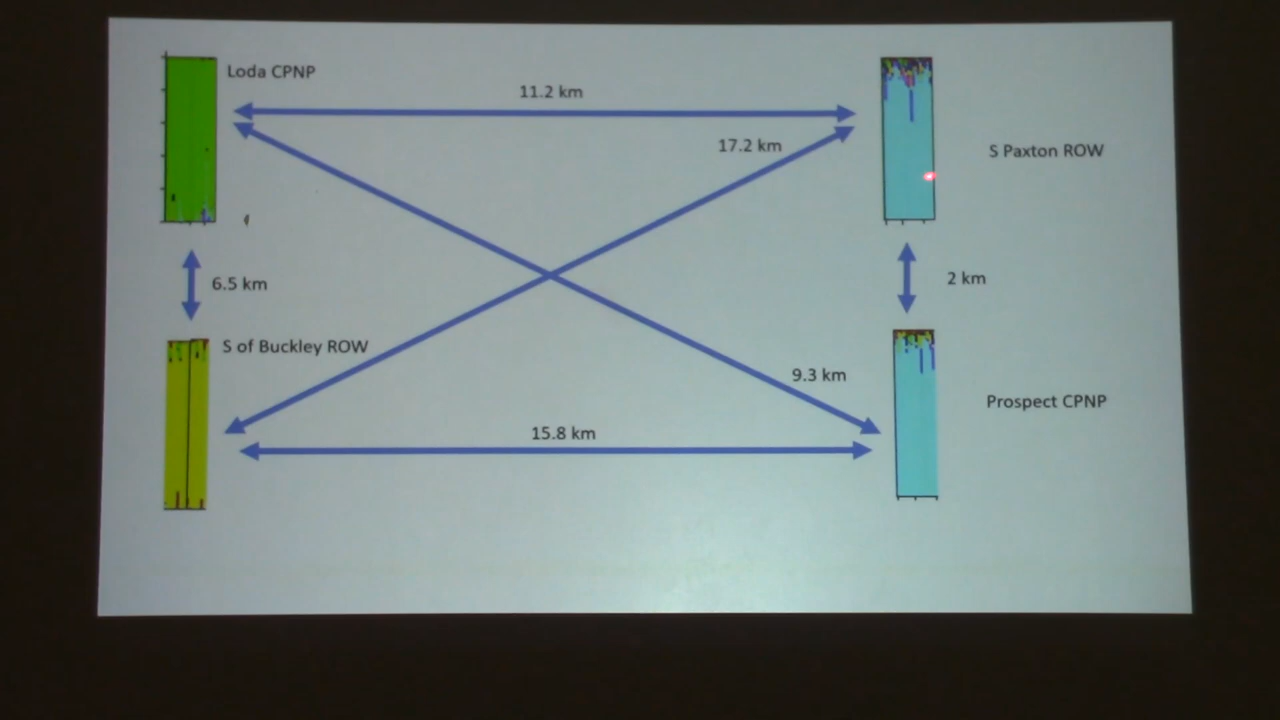 Loda CPNP
11.2 km
17.2 km
S Paxton ROW
6.5 km
2 km
S of Buckley ROW
9.3 km
Prospect CPNP
15.8 km